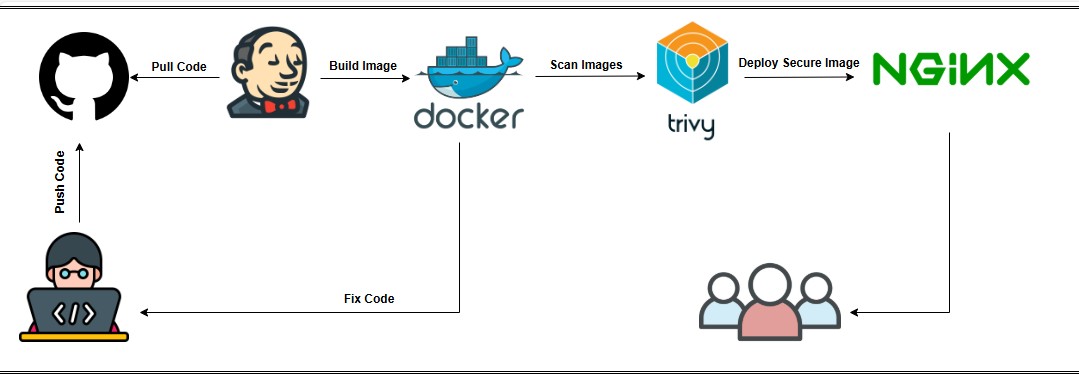 Pull Code
Build Image
Scan Images
Deploy Secure Image
NGiNX
docker
trivy
Push Code
</>
Fix Code